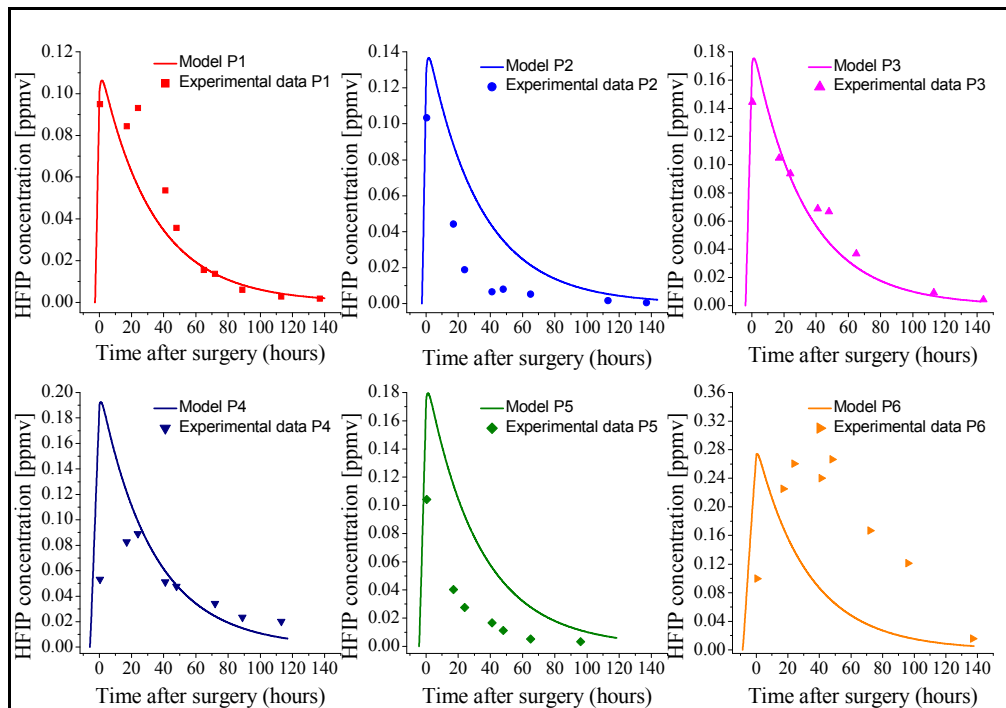 HFIP concentration [ppmv]
0.12
0.10
0.08
0.06
0.04
0.02
0.00
Model P1
Experimental data P1
0 20 40 60 80 100 120 140
Time after surgery (hours)
HFIP concentration [ppmv]
0.14
0.12
0.10
0.08
0.06
0.04
0.02
0.00
Model P2
Experimental data P2
0 20 40 60 80 100 120 140
Time after surgery (hours)
HFIP concentration [ppmv]
0.18
0.16
0.14
0.12
0.10
0.08
0.06
0.04
0.02
0.00
Model P3
Experimental data P3
0 20 40 60 80 100 120 140
Time after surgery (hours)
HFIP concentration [ppmv]
0.20
0.18
0.16
0.14
0.12
0.10
0.08
0.06
0.04
0.02
0.00
Model P4
Experimental data P4
0 20 40 60 80 100 120 140
Time after surgery (hours)
HFIP concentration [ppmv]
0.18
0.16
0.14
0.12
0.10
0.08
0.06
0.04
0.02
0.00
Model P5
Experimental data P5
0 20 40 60 80 100 120 140
Time after surgery (hours)
HFIP concentration [ppmv]
0.36
0.32
0.28
0.24
0.20
0.16
0.12
0.08
0.04
0.00
Model P6
Experimental data P6
0 20 40 60 80 100 120 140
Time after surgery (hours)